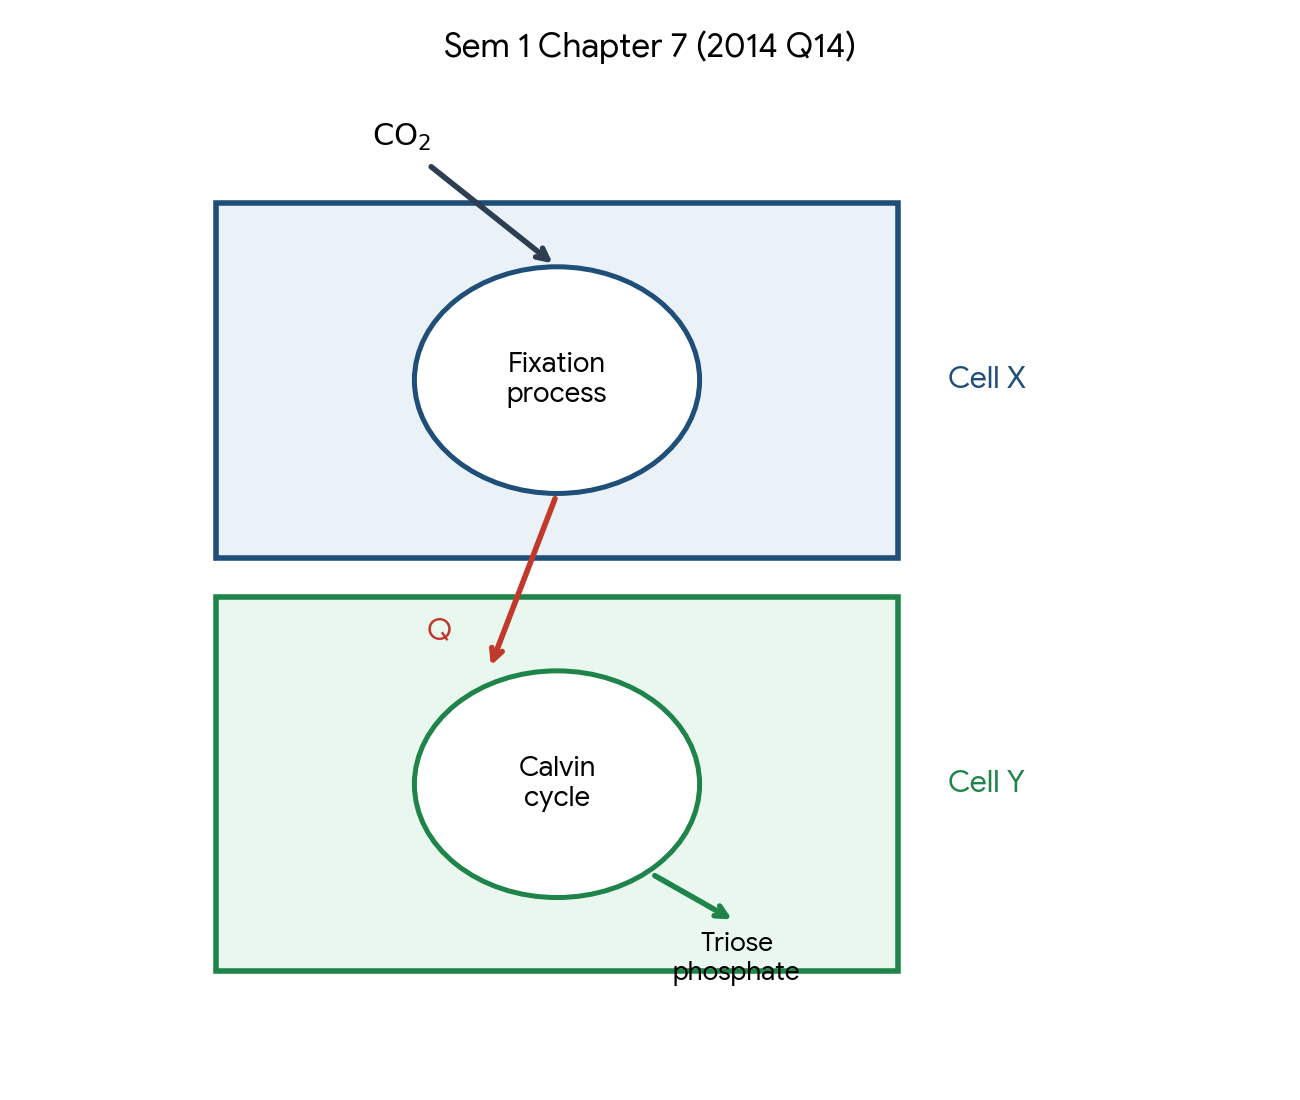 Sem 1 Chapter 7 (2014 Q14)
CO₂
Fixation
process
Cell X
Q
Calvin
cycle
Cell Y
Triose
phosphate